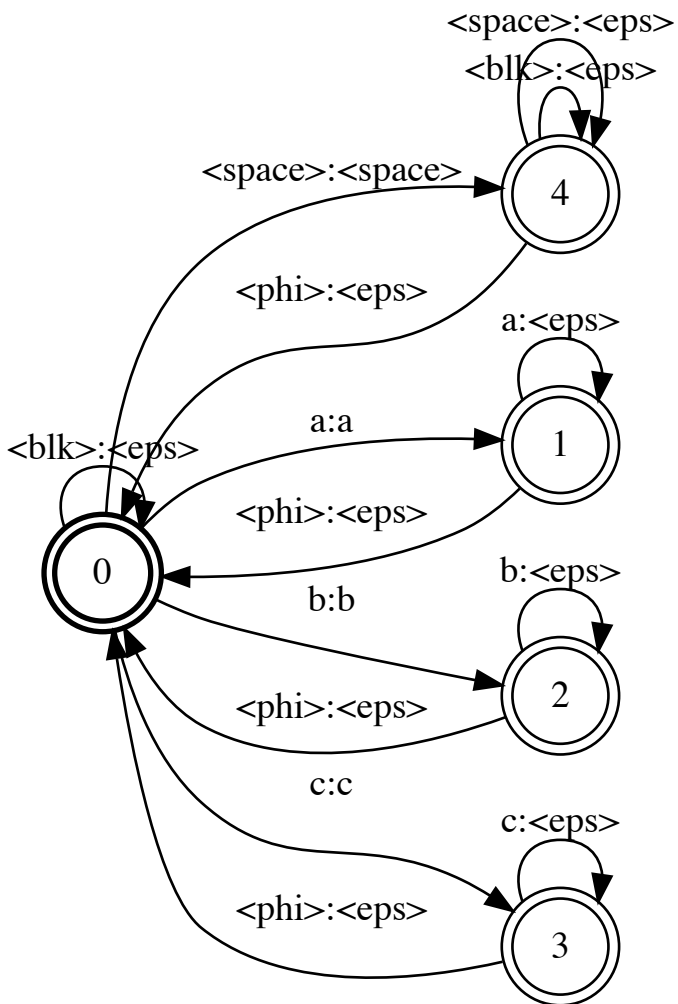 <space>:<eps>
<blk>:<eps>
<space>:<space>
4
<phi>:<eps>
a:<eps>
a:a
1
<blk>:<eps>
<phi>:<eps>
0
b:<eps>
b:b
2
<phi>:<eps>
c:c
c:<eps>
<phi>:<eps>
3